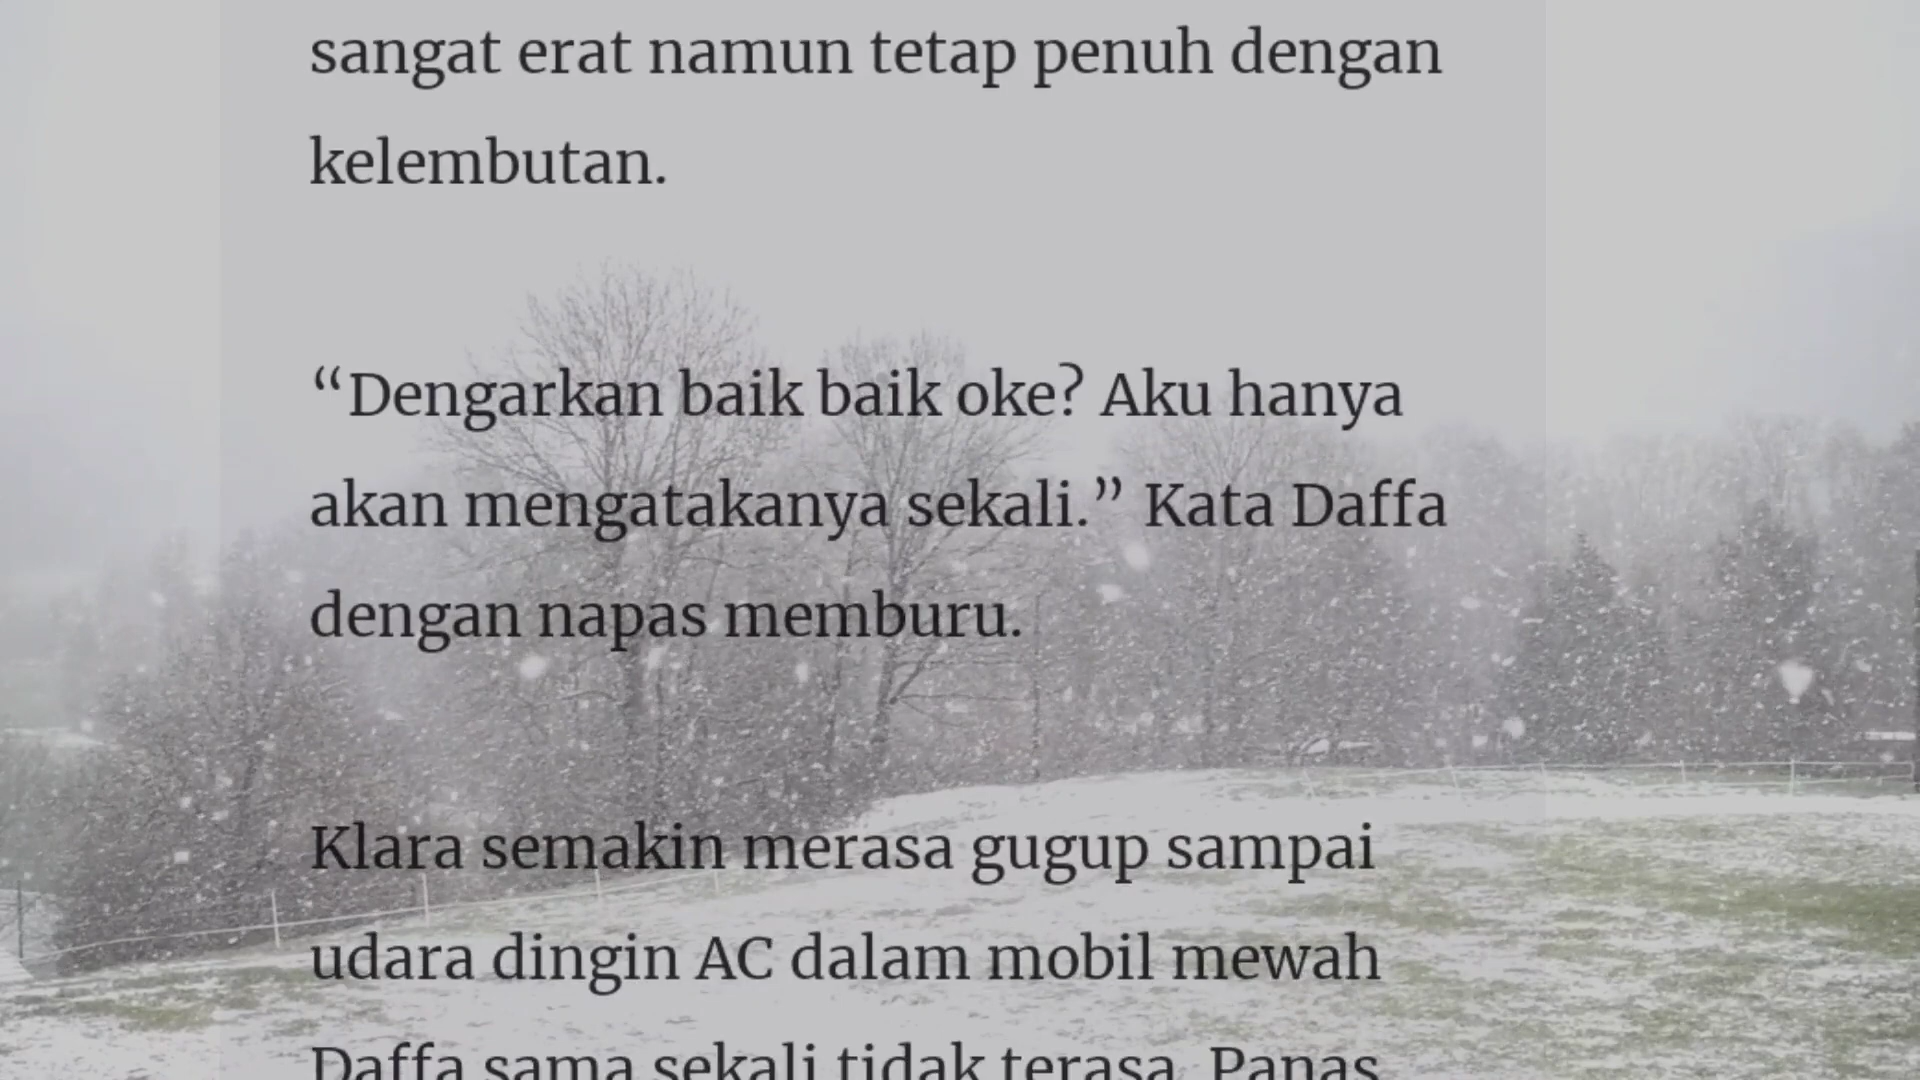 sangat erat namun tetap penuh dengan
kelembutan.
“Dengarkan baik baik oke? Aku hanya
akan mengatakanya sekali.” Kata Daffa
dengan napas memburu.
Klara semakin merasa gugup sampai
udara dingin AC dalam mobil mewah
Daffa sama sekali tidak terasa. Panas